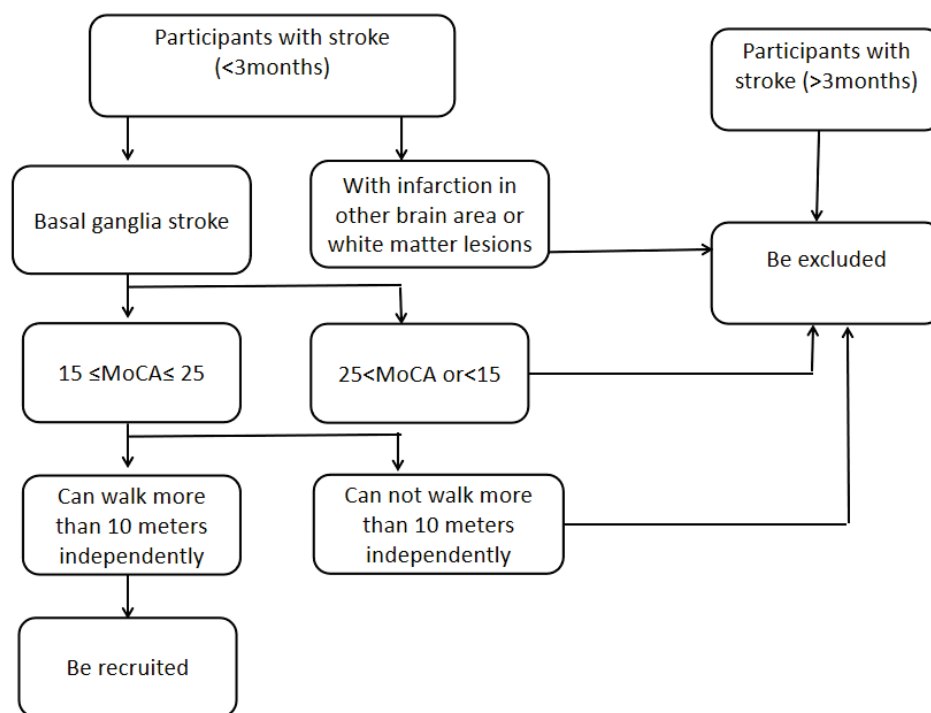 Participants with stroke
(<3months)
Participants with
stroke (>3months)
Basal ganglia stroke
With infarction in
other brain area or
white matter lesions
Be excluded
15 ≤MoCA≤ 25
25<MoCA or<15
Can walk more
than 10 meters
independently
Can not walk more
than 10 meters
independently
Be recruited